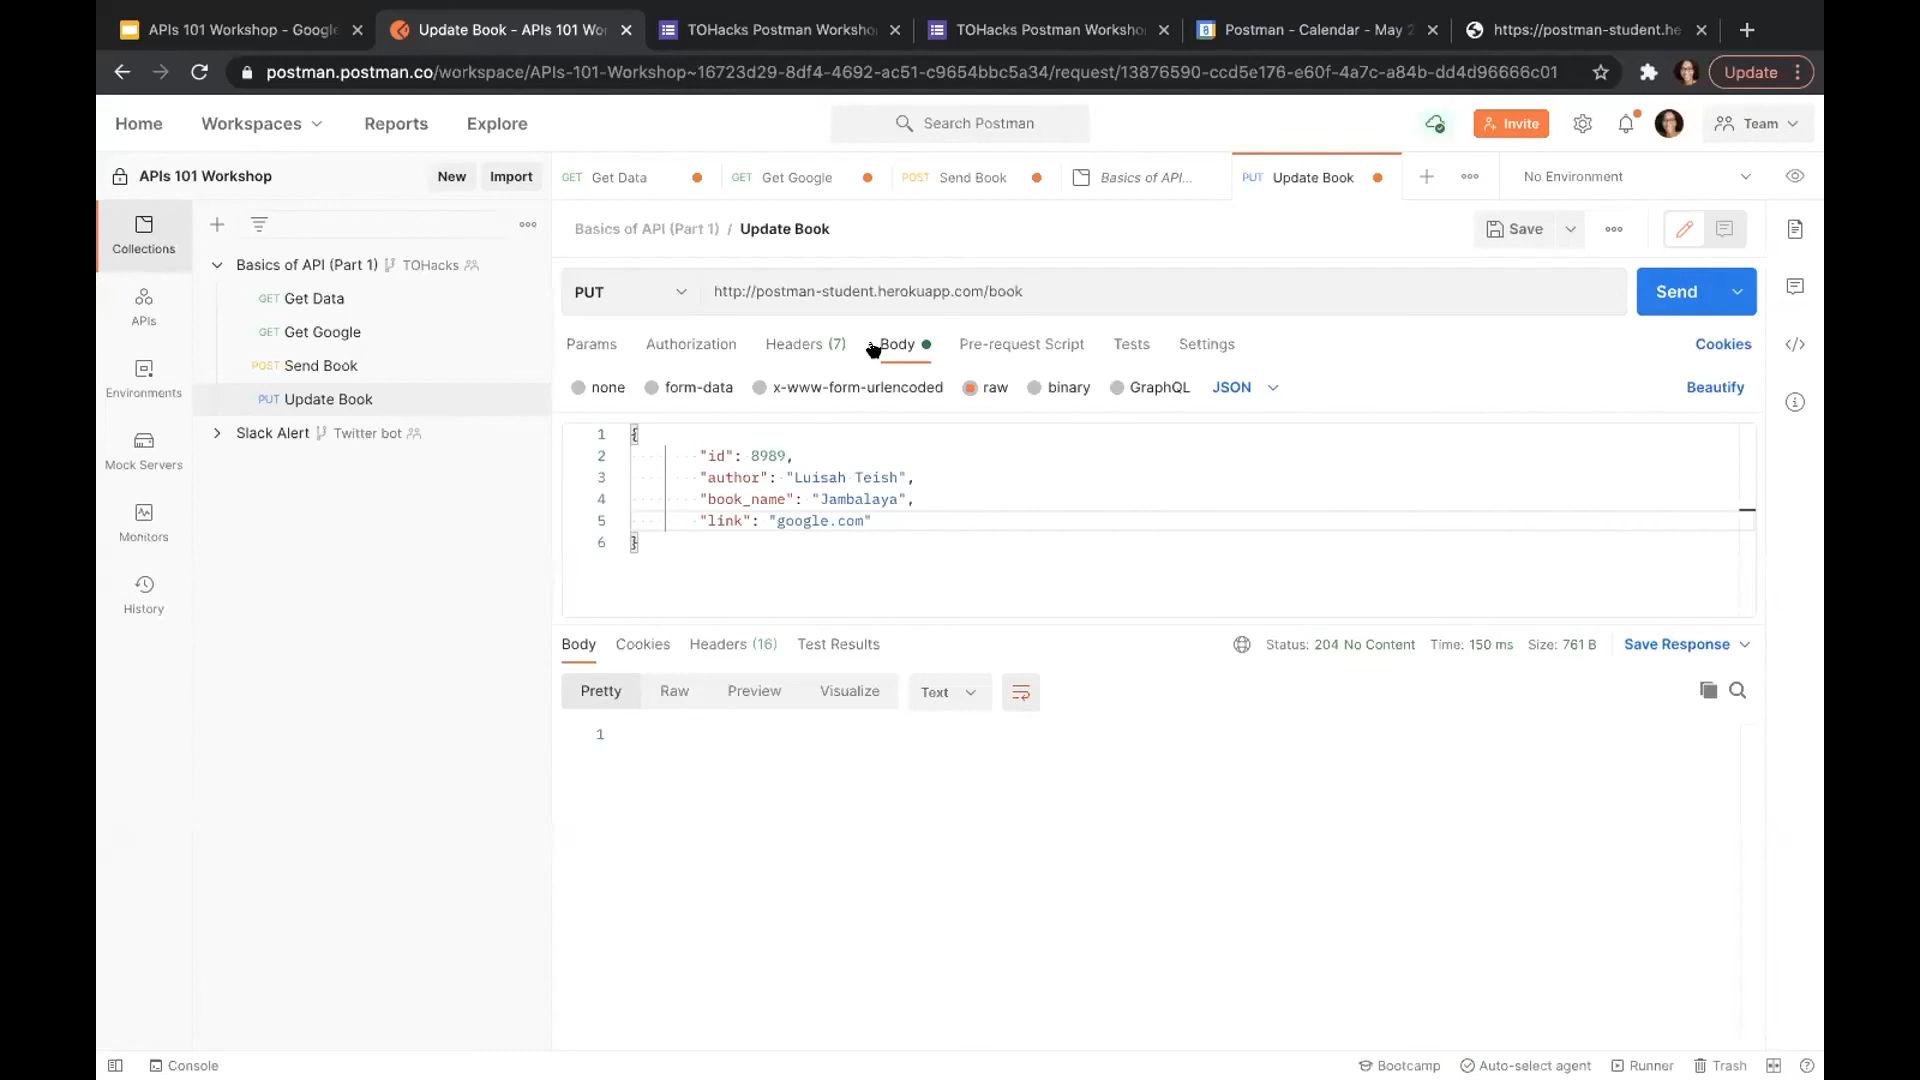 APIs 101 Workshop - Google
Update Book - APIs 101 Wor
TOHacks Postman Workshop
TOHacks Postman Workshop
Postman - Calendar - May 2
https://postman-student.he
postman.postman.co/workspace/APIs-101-Workshop~16723d29-8df4-4692-ac51-c9654bbc5a34/request/13876590-ccd5e176-e60f-4a7c-a84b-dd4d96666c01
Update
Home
Workspaces
Reports
Explore
Search Postman
Invite
Team
APIs 101 Workshop
New
Import
GET Get Data
GET Get Google
POST Send Book
Basics of API...
PUT Update Book
No Environment
Collections
APIs
Environments
Mock Servers
Monitors
History
Basics of API (Part 1) TOHacks
GET Get Data
GET Get Google
POST Send Book
PUT Update Book
Slack Alert Twitter bot
Basics of API (Part 1) / Update Book
Save
PUT
http://postman-student.herokuapp.com/book
Send
Params
Authorization
Headers (7)
Body
Pre-request Script
Tests
Settings
Cookies
none
form-data
x-www-form-urlencoded
raw
binary
GraphQL
JSON
Beautify
1 {
2 "id": 8989,
3 "author": "Luisah Teish",
4 "book_name": "Jambalaya",
5 "link": "google.com"
6 }
Body
Cookies
Headers (16)
Test Results
Status: 204 No Content
Time: 150 ms
Size: 761 B
Save Response
Pretty
Raw
Preview
Visualize
Text
1
Console
Bootcamp
Auto-select agent
Runner
Trash